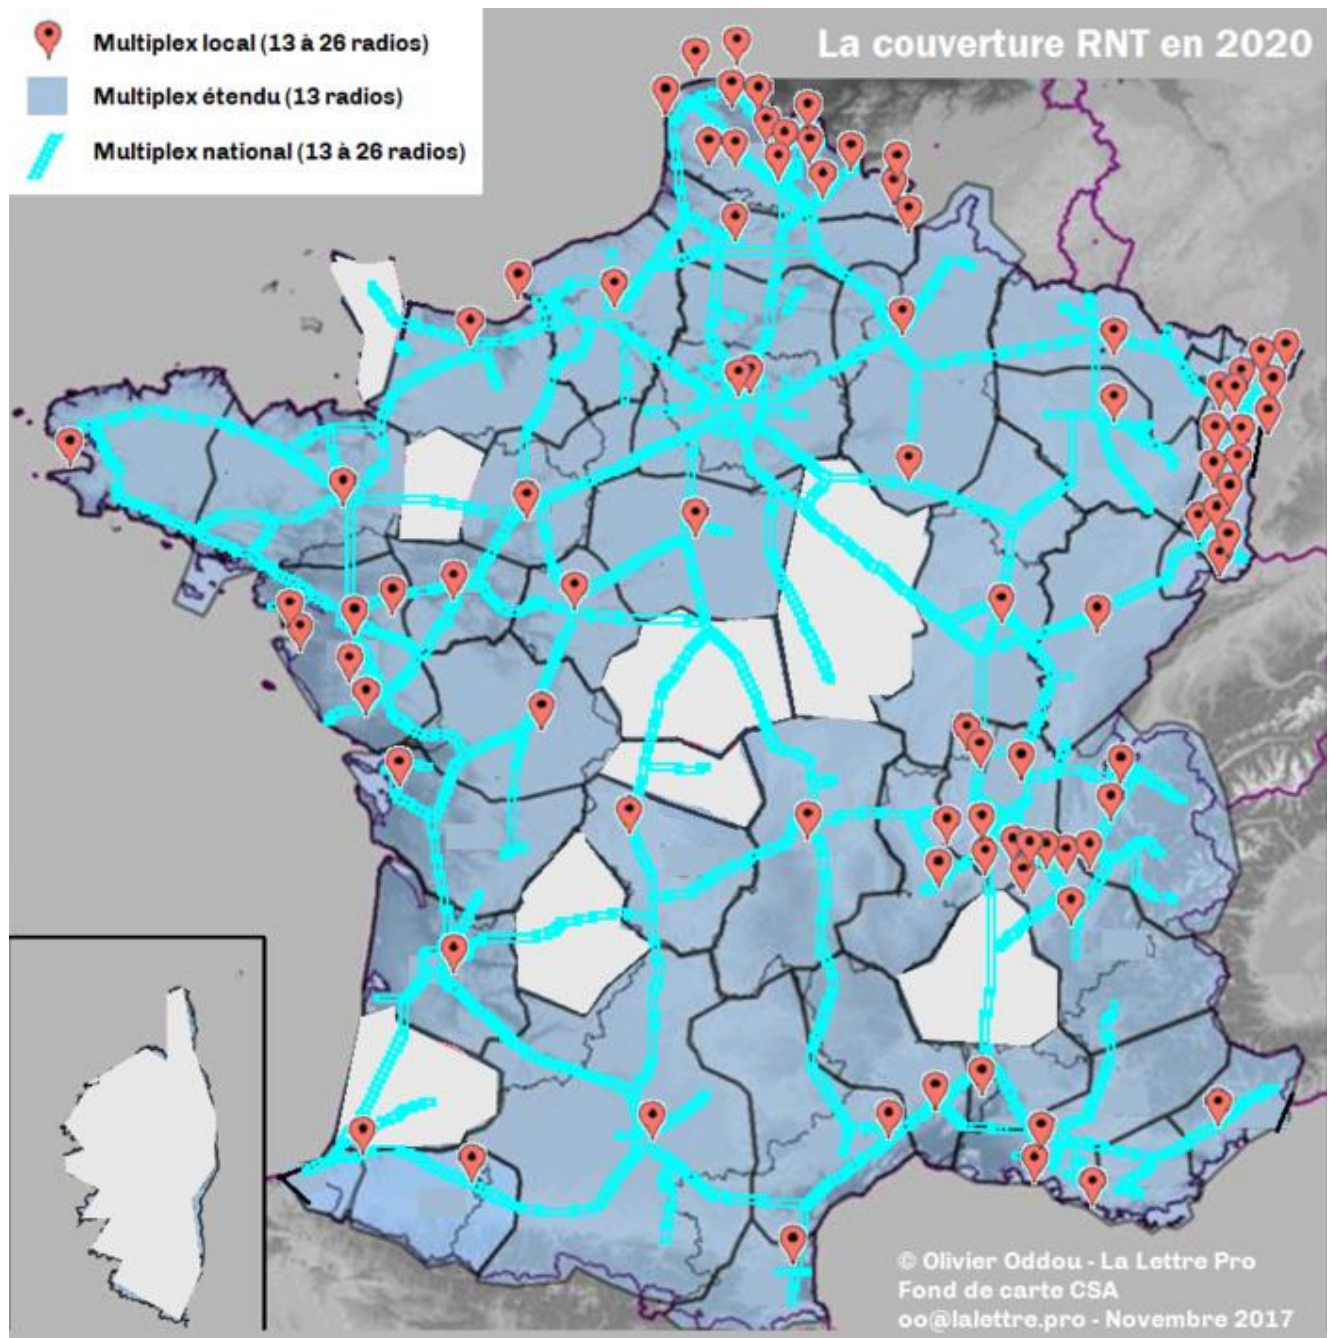 Multiplex local (13 à 26 radios)
Multiplex étendu (13 radios)
Multiplex national (13 à 26 radios)
La couverture RNT en 2020
© Olivier Oddou - La Lettre Pro
Fond de carte CSA
oo@lalettre.pro - Novembre 2017